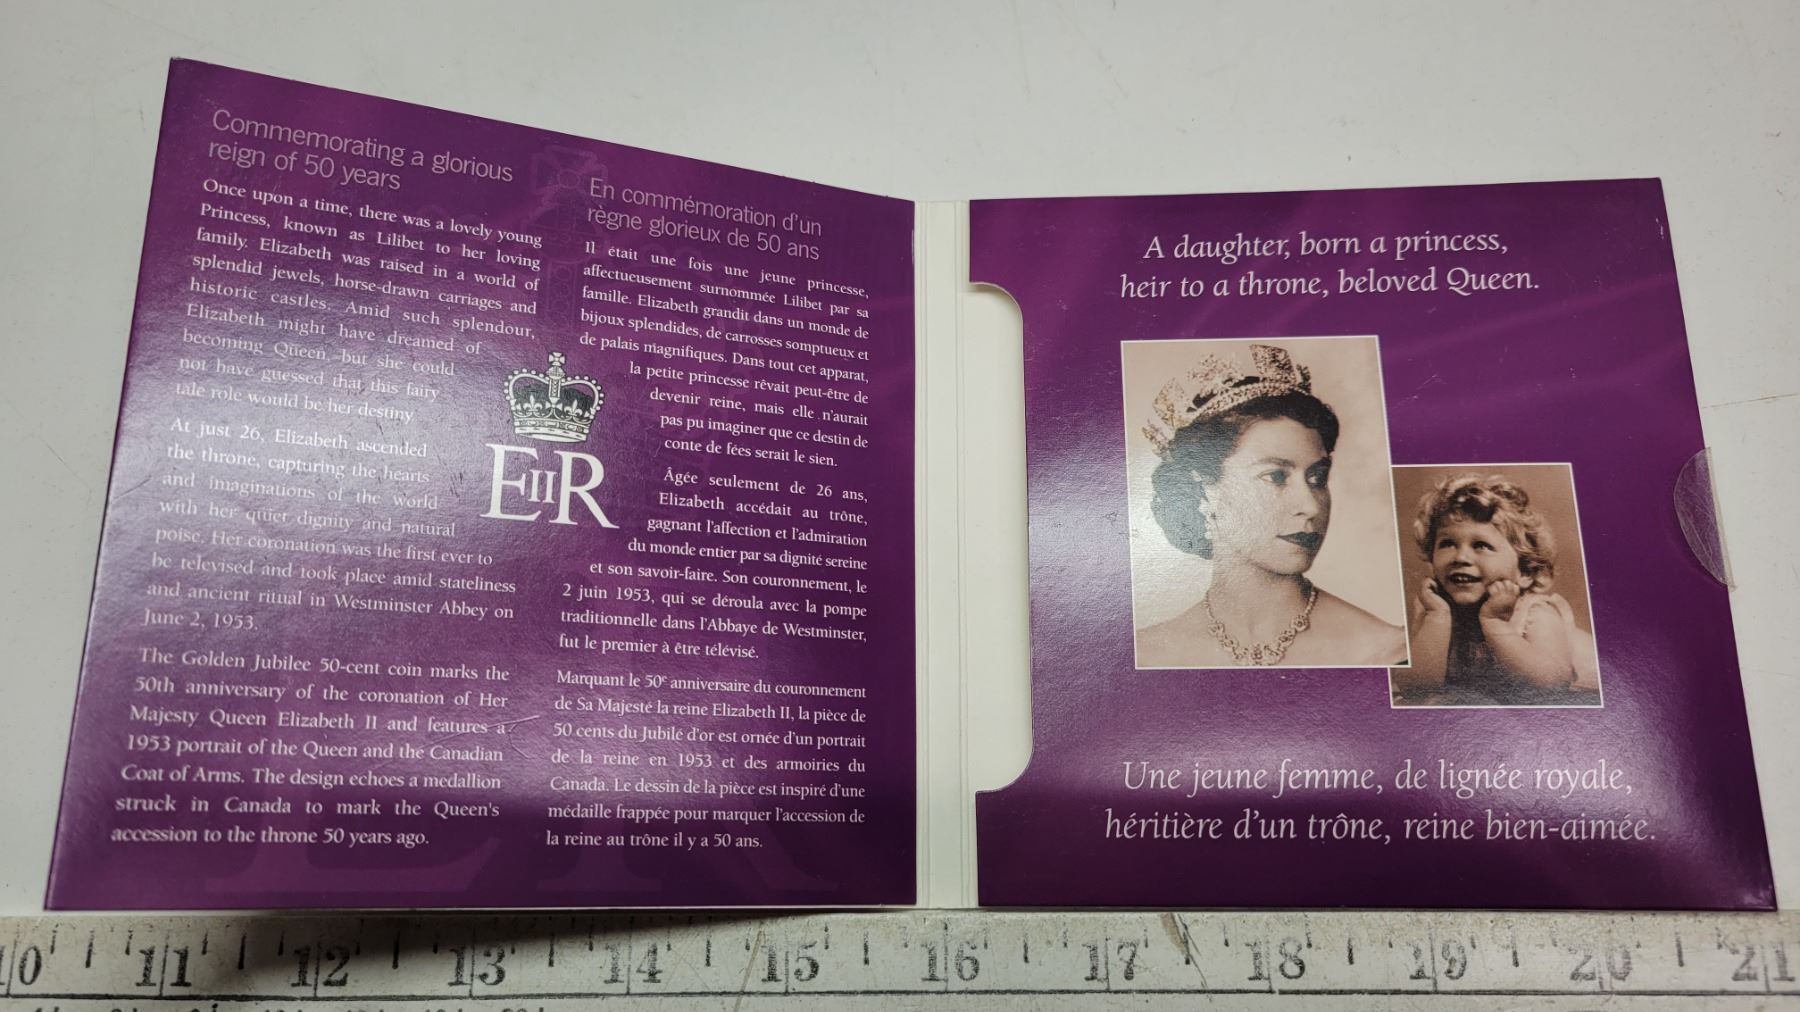 Commemorating a glorious
reign of 50 years
Once upon a time, there was a lovely young
Princess, known as Lilibet to her loving
family. Elizabeth was raised in a world of
splendid jewels, horse-drawn carriages and
historic castles. Amid such splendour,
Elizabeth might have dreamed of
becoming Queen, but she could
not have guessed that this fairy
tale role would be her destiny
At just 26, Elizabeth ascended
the throne, capturing the hearts
and imaginations of the world
with her quiet dignity and natural
poise. Her coronation was the first ever to
be televised and took place amid stateliness
and ancient ritual in Westminster Abbey on
June 2, 1953.
The Golden Jubilee 50-cent coin marks the
50th anniversary of the coronation of Her
Majesty Queen Elizabeth II and features a
1953 portrait of the Queen and the Canadian
Coat of Arms. The design echoes a medallion
struck in Canada to mark the Queen's
accession to the throne 50 years ago.
EIIR
En commémoration d'un
règne glorieux de 50 ans
Il était une fois une jeune princesse,
affectueusement surnommée Lilibet par sa
famille. Elizabeth grandit dans un monde de
bijoux splendides, de carrosses somptueux et
de palais magnifiques. Dans tout cet apparat,
la petite princesse rêvait peut-être de
devenir reine, mais elle n'aurait
pas pu imaginer que ce destin de
conte de fées serait le sien.
Âgée seulement de 26 ans,
Elizabeth accédait au trône,
gagnant l'affection et l'admiration
du monde entier par sa dignité sereine
et son savoir-faire. Son couronnement, le
2 juin 1953, qui se déroula avec la pompe
traditionnelle dans l'Abbaye de Westminster,
fut le premier à être télévisé.
Marquant le 50e anniversaire du couronnement
de Sa Majesté la reine Elizabeth II, la pièce de
50 cents du Jubilé d'or est ornée d'un portrait
de la reine en 1953 et des armoiries du
Canada. Le dessin de la pièce est inspiré d'une
médaille frappée pour marquer l'accession de
la reine au trône il y a 50 ans.
A daughter, born a princess,
heir to a throne, beloved Queen.
Une jeune femme, de lignée royale,
héritière d'un trône, reine bien-aimée.
10 11 12 13 14 15 16 17 18 19 20 21